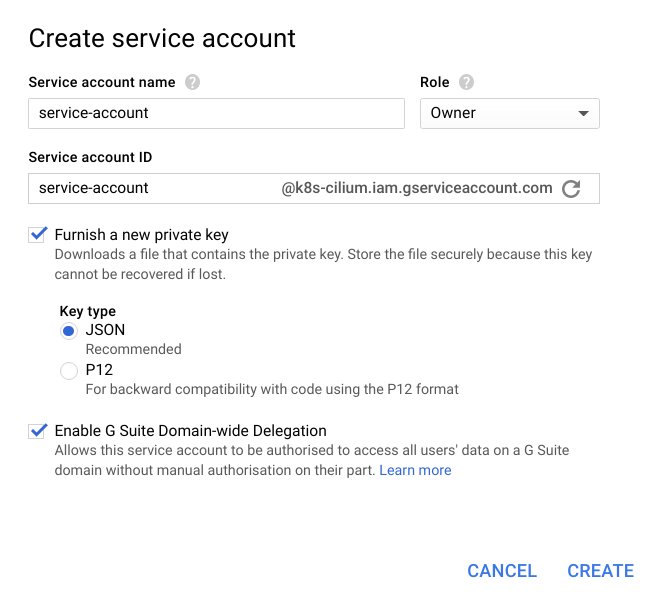 Create service account
Service account name
Role
service-account
Owner
Service account ID
service-account
@k8s-cilium.iam.gserviceaccount.com
Furnish a new private key
Downloads a file that contains the private key. Store the file securely because this key
cannot be recovered if lost.
Key type
JSON
Recommended
P12
For backward compatibility with code using the P12 format
Enable G Suite Domain-wide Delegation
Allows this service account to be authorised to access all users' data on a G Suite
domain without manual authorisation on their part. Learn more
CANCEL
CREATE